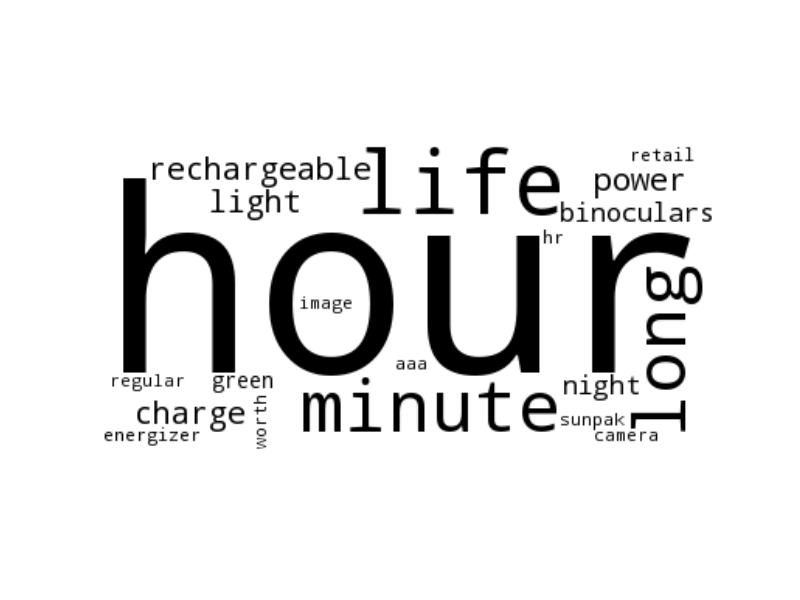 retail
life
rechargeable
power
light
binoculars
hour
hr
image
long
aaa
regular
green
night
minute
charge
worth
sunpak
energizer
camera